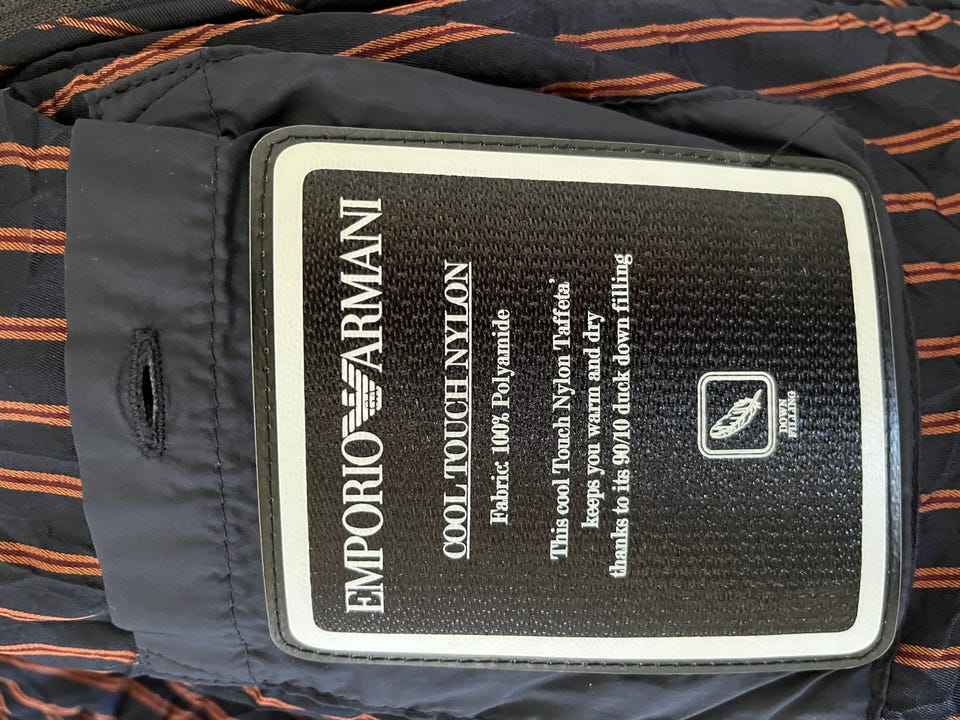 EMPORIO ARMANI
COOL TOUCH NYLON
Fabric: 100% Polyamide
This cool Touch Nylon Taffeta'
keeps you warm and dry
thanks to its 90/10 duck down filling
DOWN
FILLING